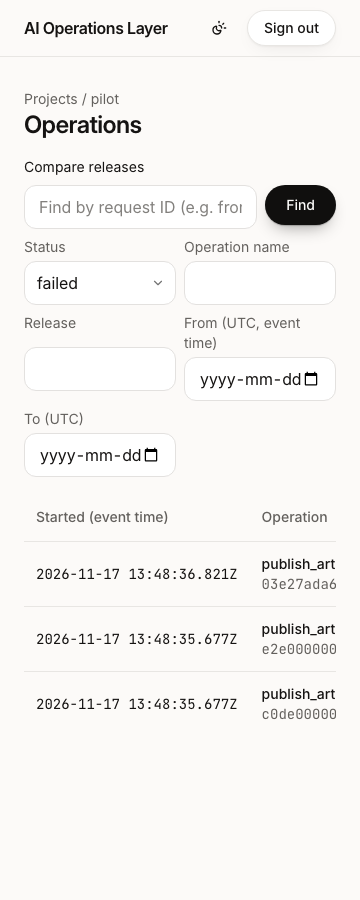 AI Operations Layer
Sign out
Projects / pilot
Operations
Compare releases
Find by request ID (e.g. from
Find
Status
Operation name
failed
Release
From (UTC, event
time)
yyyy-mm-dd
To (UTC)
yyyy-mm-dd
Started (event time)
Operation
2026-11-17 13:48:36.821Z
publish_art
03e27ada6
2026-11-17 13:48:35.677Z
publish_art
e2e000000
2026-11-17 13:48:35.677Z
publish_art
c0de00000